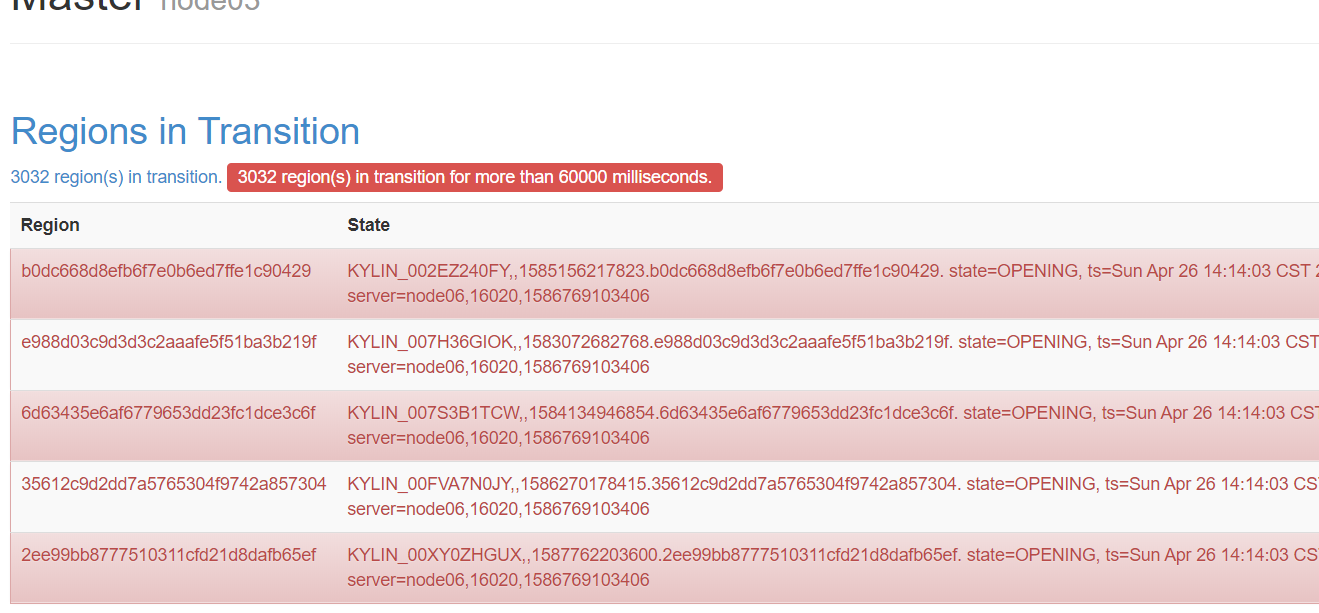 Master node03
Regions in Transition
3032 region(s) in transition. 3032 region(s) in transition for more than 60000 milliseconds.
Region State
b0dc668d8efb6f7e0b6ed7ffe1c90429 KYLIN_002EZ240FY,,1585156217823.b0dc668d8efb6f7e0b6ed7ffe1c90429. state=OPENING, ts=Sun Apr 26 14:14:03 CST
server=node06,16020,1586769103406
e988d03c9d3d3c2aaafe5f51ba3b219f KYLIN_007H36GIOK,,1583072682768.e988d03c9d3d3c2aaafe5f51ba3b219f. state=OPENING, ts=Sun Apr 26 14:14:03 CST
server=node06,16020,1586769103406
6d63435e6af6779653dd23fc1dce3c6f KYLIN_007S3B1TCW,,1584134946854.6d63435e6af6779653dd23fc1dce3c6f. state=OPENING, ts=Sun Apr 26 14:14:03 CST
server=node06,16020,1586769103406
35612c9d2dd7a5765304f9742a857304 KYLIN_00FVA7N0JY,,1586270178415.35612c9d2dd7a5765304f9742a857304. state=OPENING, ts=Sun Apr 26 14:14:03 CS
server=node06,16020,1586769103406
2ee99bb8777510311cfd21d8dafb65ef KYLIN_00XY0ZHGUX,,1587762203600.2ee99bb8777510311cfd21d8dafb65ef. state=OPENING, ts=Sun Apr 26 14:14:03 CS
server=node06,16020,1586769103406